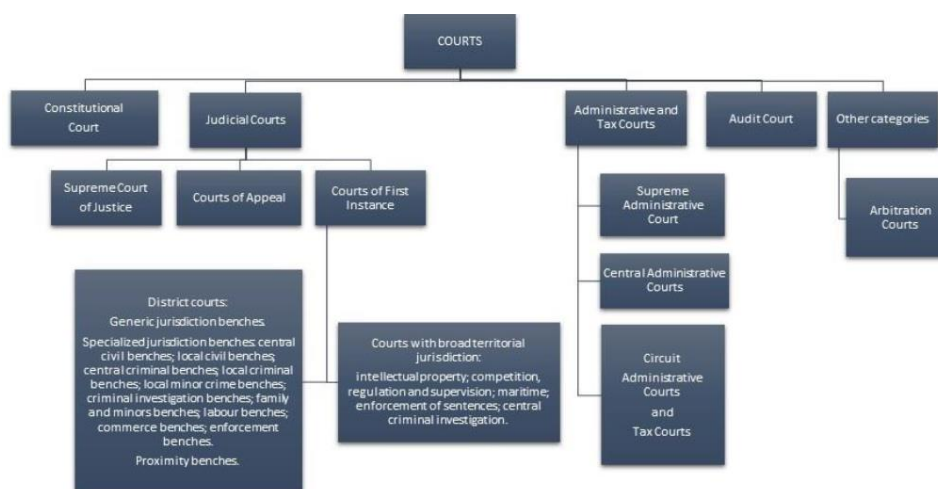 COURTS
Constitutional
Court
Judicial Courts
Administrative and
Tax Courts
Audit Court
Other categories
Supreme Court
of Justice
Courts of Appeal
Courts of First
Instance
Supreme
Administrative
Court
Arbitration
Courts
Central Administrative
Courts
District courts:
Generic jurisdiction benches.
Specialized jurisdiction benches: central
civil benches; local civil benches;
central criminal benches; local criminal
benches; local minor crime benches;
criminal investigation benches; family
and minors benches; labour benches;
commerce benches; enforcement
benches.
Proximity benches.
Courts with broad territorial
jurisdiction:
intellectual property; competition,
regulation and supervision; maritime;
enforcement of sentences; central
criminal investigation.
Circuit
Administrative
Courts
and
Tax Courts